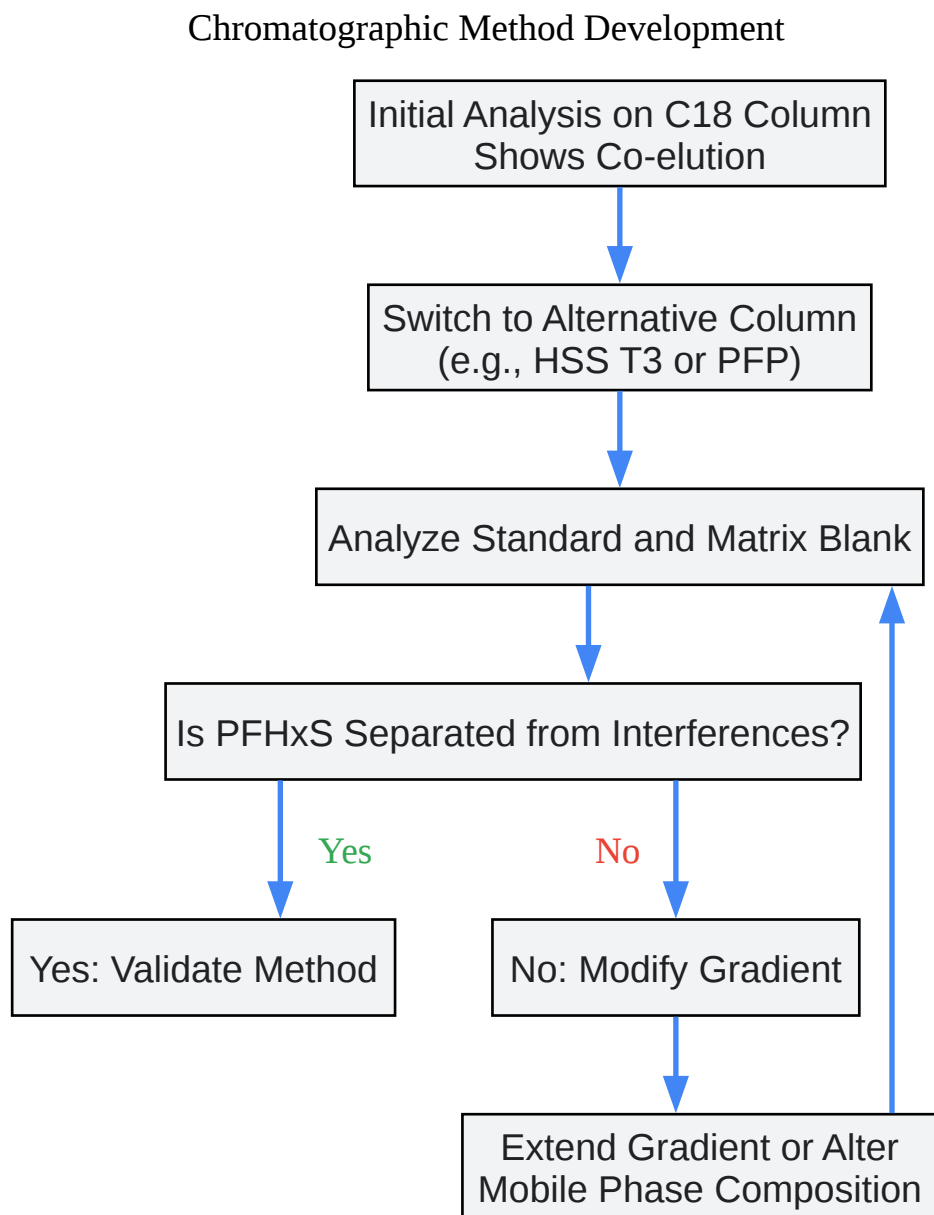 Chromatographic Method Development
Initial Analysis on C18 Column
Shows Co-elution
Switch to Alternative Column
(e.g., HSS T3 or PFP)
Analyze Standard and Matrix Blank
Is PFHxS Separated from Interferences?
Yes
No
Yes: Validate Method
No: Modify Gradient
Extend Gradient or Alter
Mobile Phase Composition